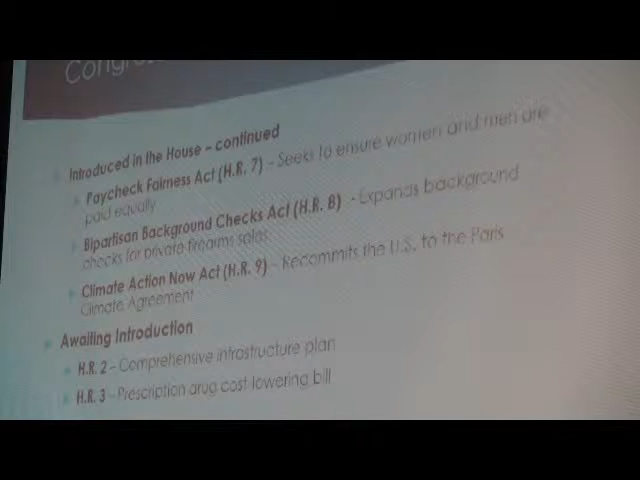 Introduced in the House – continued
Paycheck Fairness Act (H.R. 7) – Seeks to ensure women and men are
paid equally
Bipartisan Background Checks Act (H.R. 8) - Expands background
checks for private firearms sales
Climate Action Now Act (H.R. 9) – Recommits the U.S. to the Paris
Climate Agreement
Awaiting Introduction
H.R. 2 – Comprehensive infrastructure plan
H.R. 3 – Prescription drug cost lowering bill